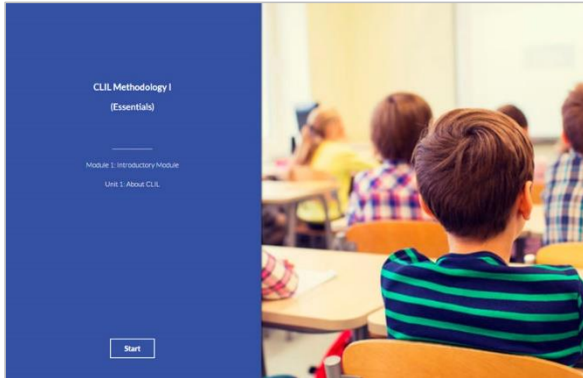 CLIL Methodology I
(Essentials)
Module 1: Introductory Module
Unit 1: About CLIL
Start